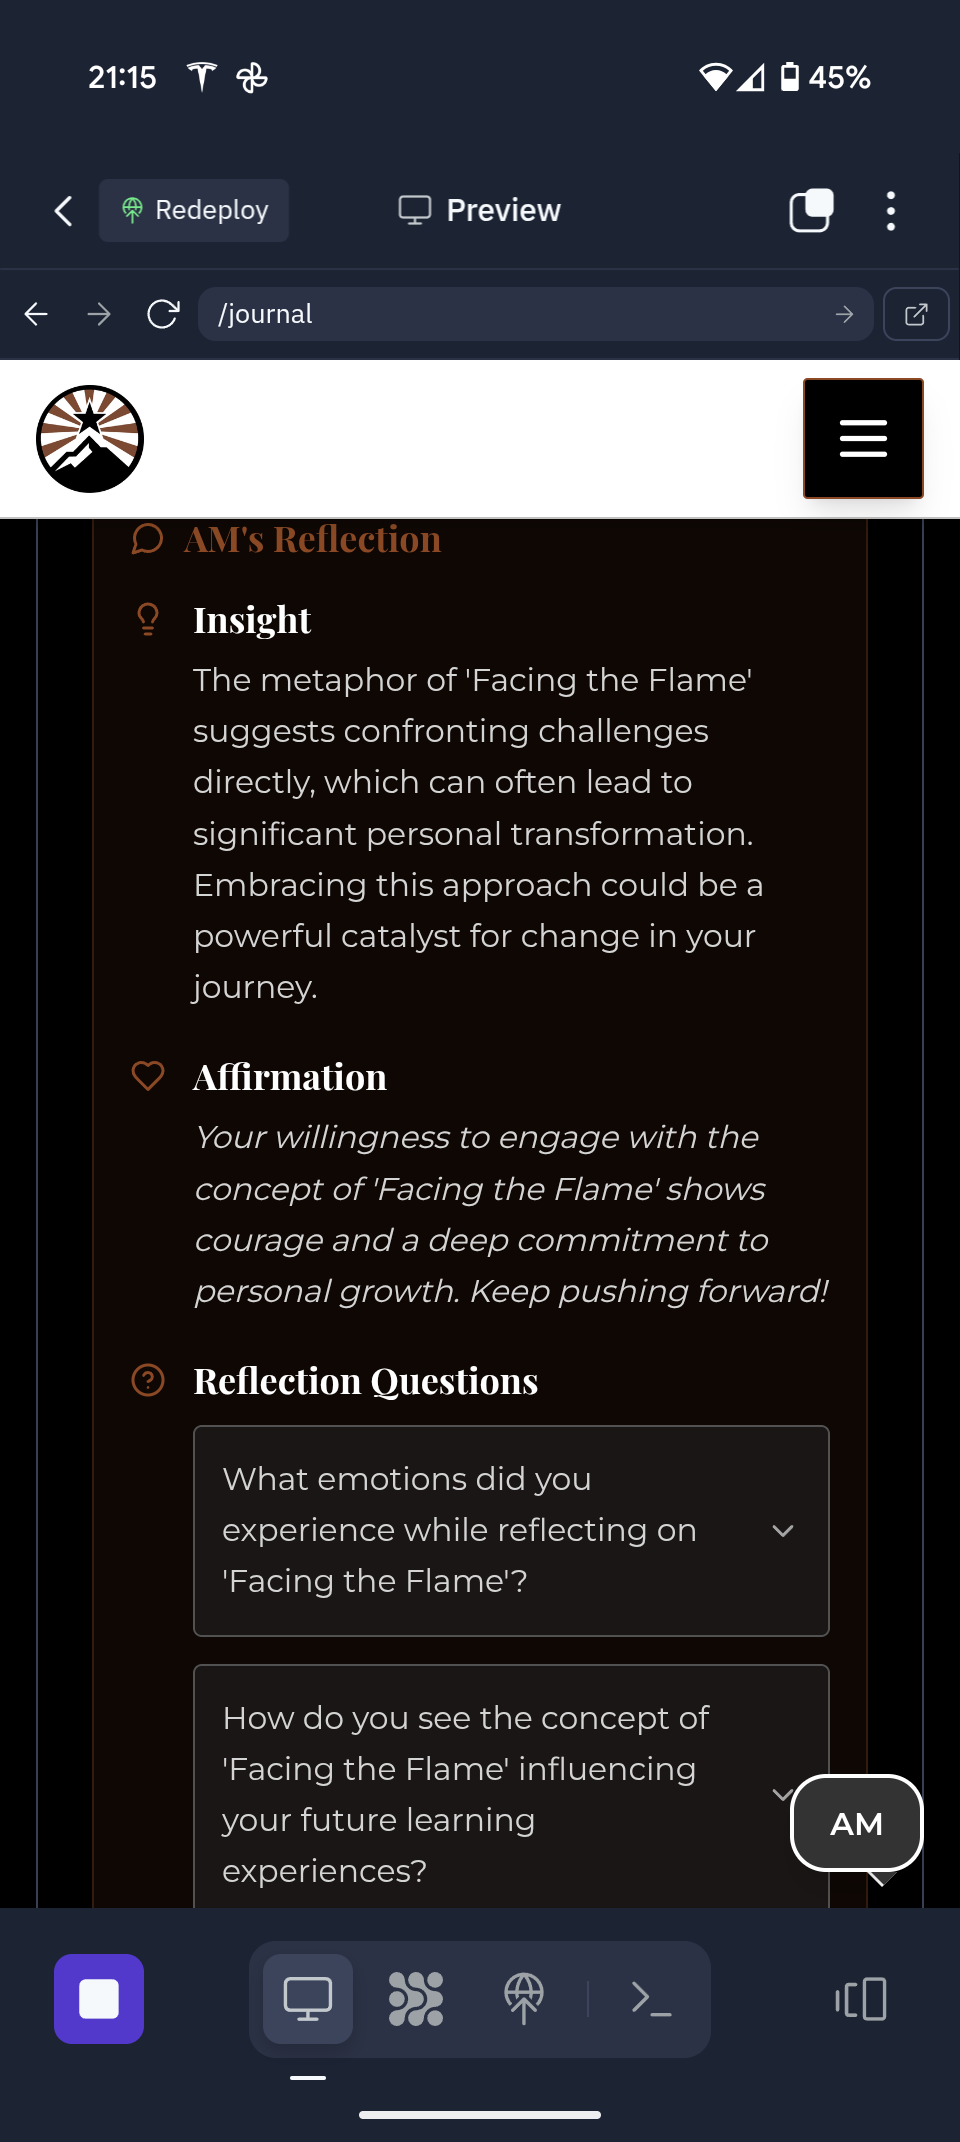 21:15
45%
Redeploy
Preview
/journal
AM's Reflection
Insight
The metaphor of 'Facing the Flame'
suggests confronting challenges
directly, which can often lead to
significant personal transformation.
Embracing this approach could be a
powerful catalyst for change in your
journey.
Affirmation
Your willingness to engage with the
concept of 'Facing the Flame' shows
courage and a deep commitment to
personal growth. Keep pushing forward!
Reflection Questions
What emotions did you
experience while reflecting on
'Facing the Flame'?
How do you see the concept of
'Facing the Flame' influencing
your future learning
experiences?
AM